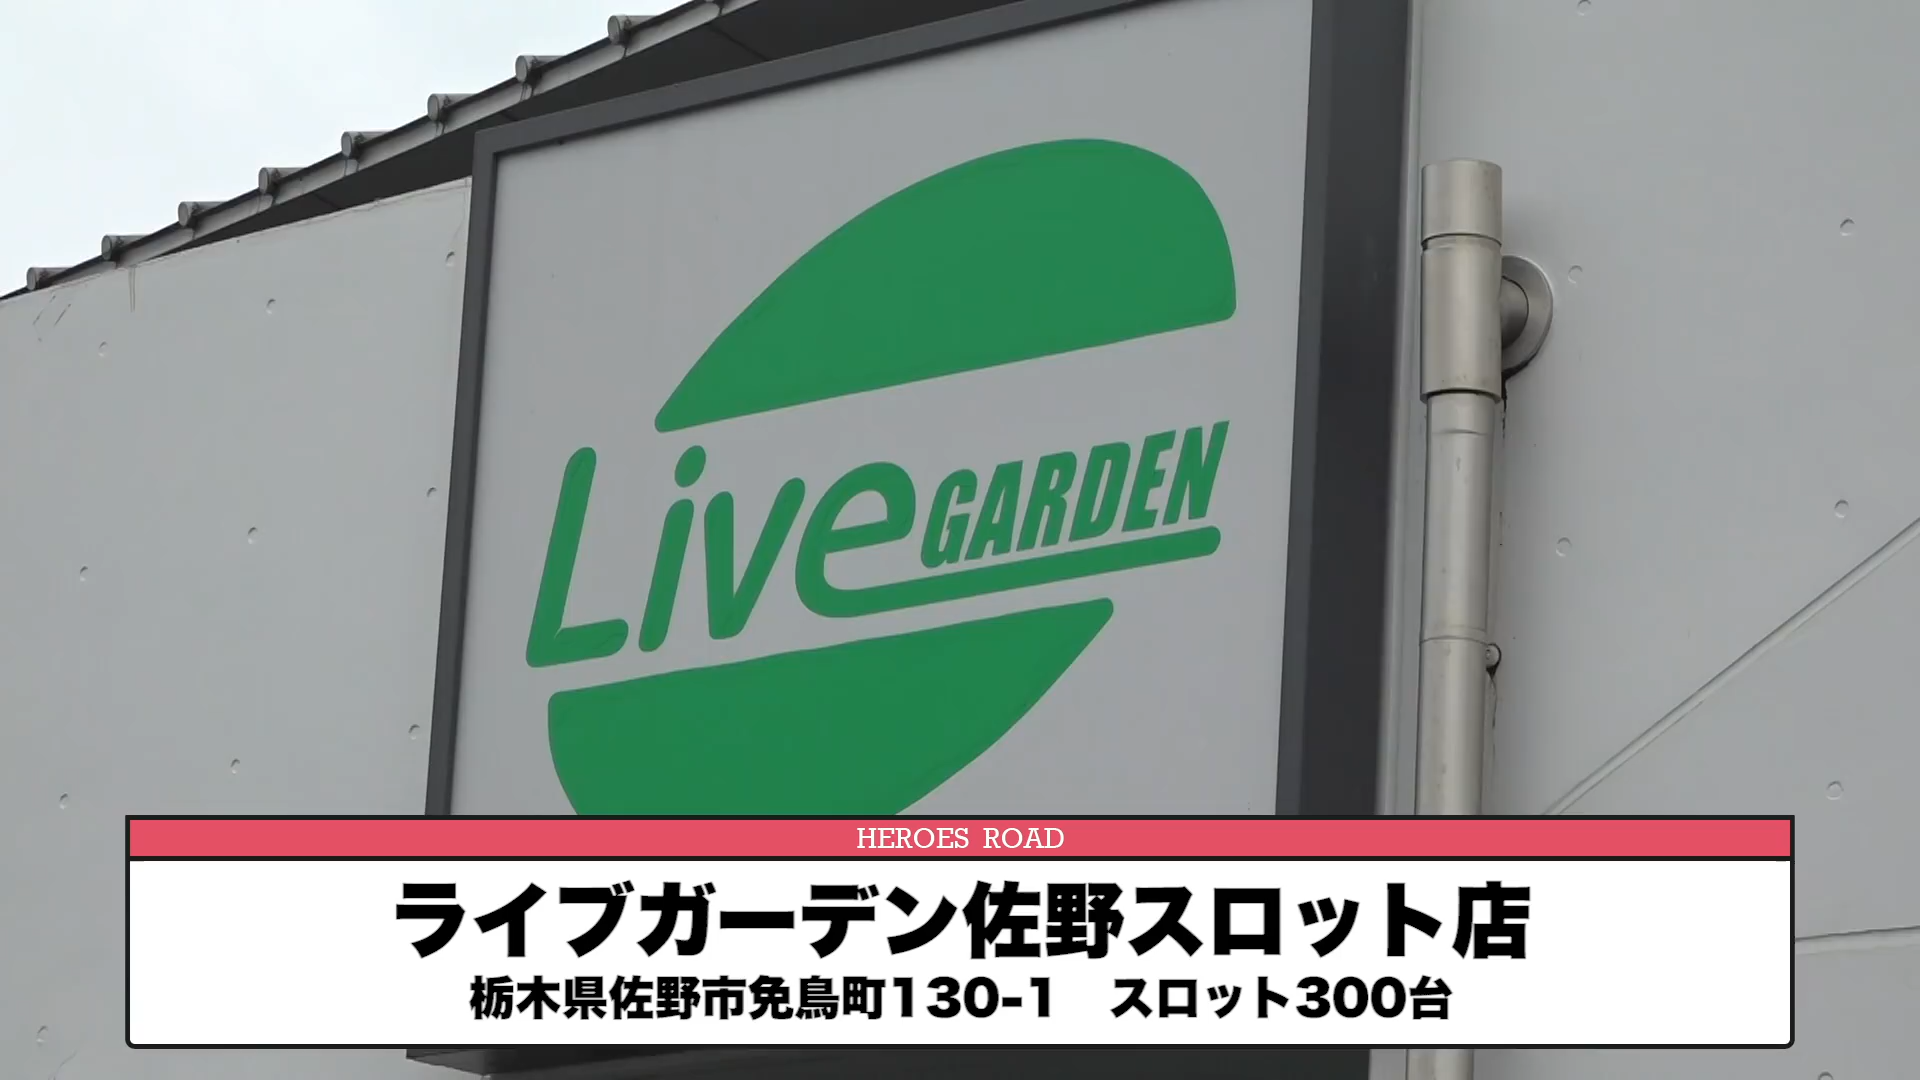 Live GARDEN
HEROES ROAD
ライブガーデン佐野スロット店
栃木県佐野市免鳥町130-1　スロット300台